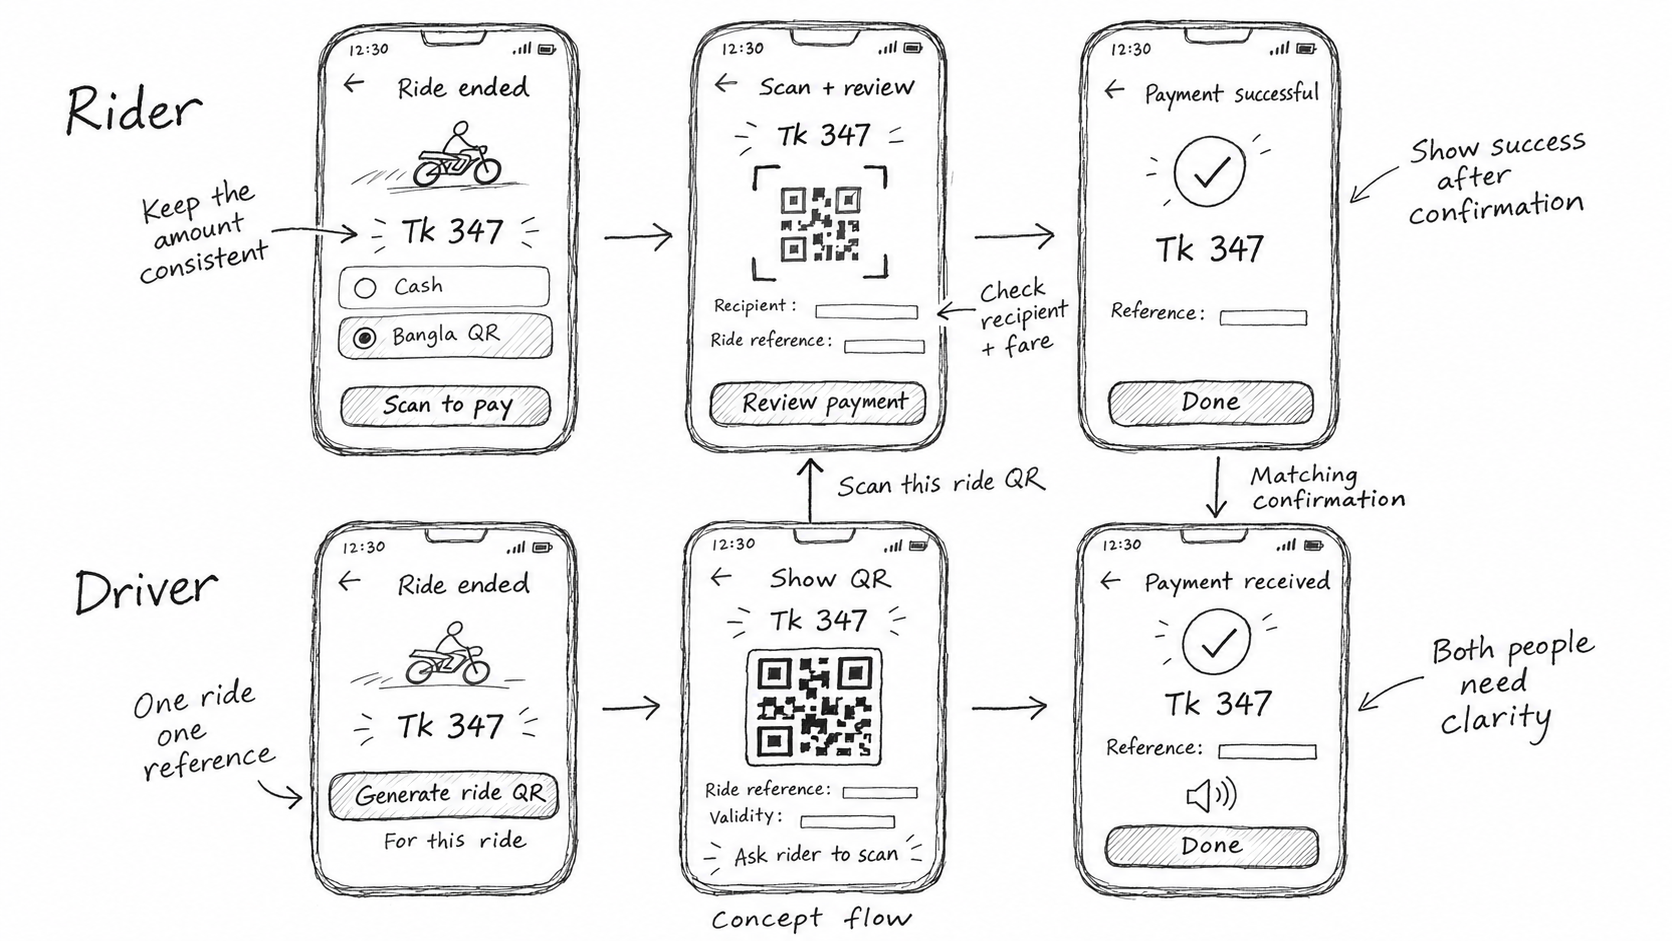 Rider
Keep the
amount
consistent
12:30
← Ride ended
Tk 347
Cash
Bangla QR
Scan to pay
12:30
← Scan + review
Tk 347
Recipient:
Ride reference:
Review payment
Check
recipient
+ fare
12:30
← Payment successful
Tk 347
Reference:
Done
Show success
after
confirmation
Scan this ride QR
Matching
confirmation
Driver
One ride
one
reference
12:30
← Ride ended
Tk 347
Generate ride QR
For this ride
12:30
← Show QR
Tk 347
Ride reference:
Validity:
Ask rider to scan
12:30
← Payment received
Tk 347
Reference:
Done
Both people
need
clarity
Concept flow